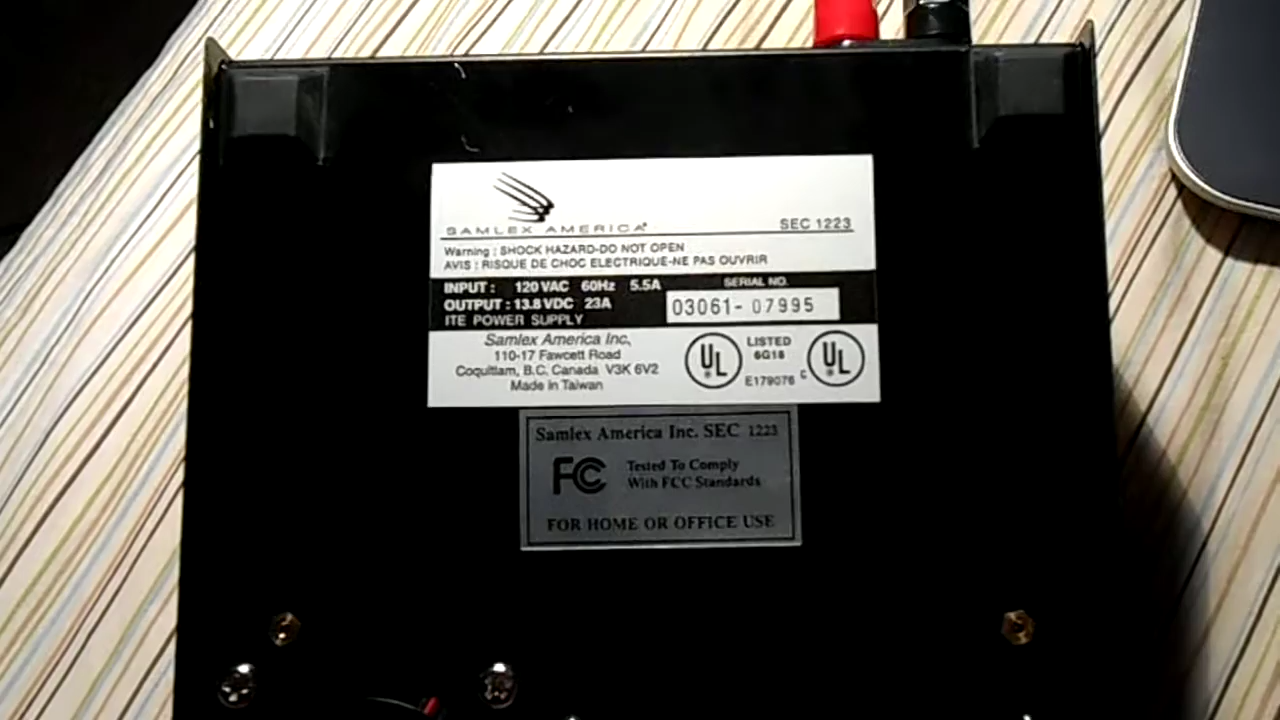 SAMLEX AMERICA®
SEC 1223
Warning : SHOCK HAZARD-DO NOT OPEN
AVIS : RISQUE DE CHOC ELECTRIQUE-NE PAS OUVRIR
INPUT : 120 VAC 60Hz 5.5A
OUTPUT : 13.8 VDC 23A
ITE POWER SUPPLY
SERIAL NO.
03061- 07995
Samlex America Inc,
110-17 Fawcett Road
Coquitlam, B.C. Canada V3K 6V2
Made in Taiwan
UL
LISTED
6G18
E179076
C UL
Samlex America Inc. SEC 1223
FC
Tested To Comply
With FCC Standards
FOR HOME OR OFFICE USE